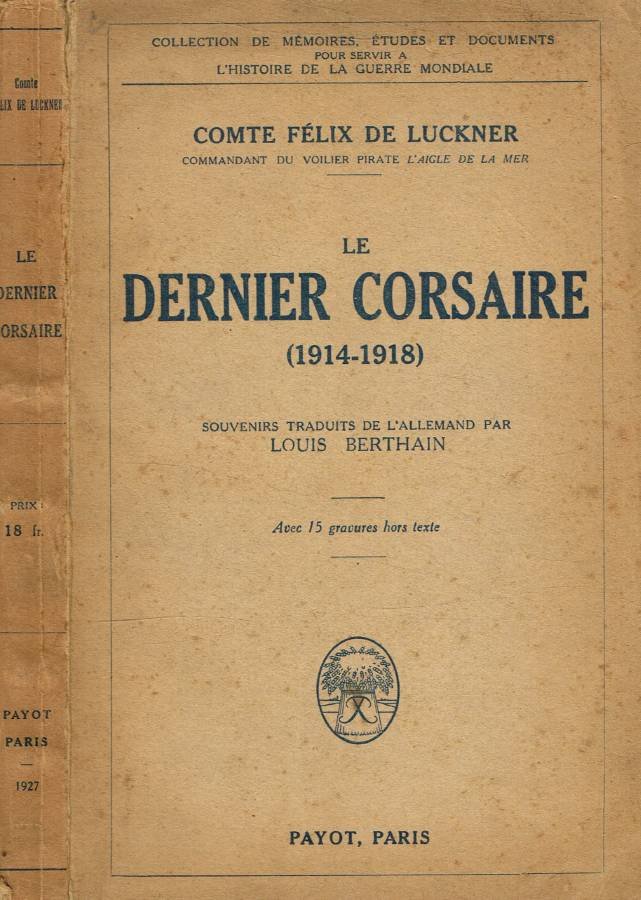 Comte
LIX DE LUCKNER
LE
DERNIER
ORSAIRE
PRIX:
18 fr.
PAYOT
PARIS
1927
COLLECTION DE MÉMOIRES, ÉTUDES ET DOCUMENTS
POUR SERVIR A
L'HISTOIRE DE LA GUERRE MONDIALE
COMTE FÉLIX DE LUCKNER
COMMANDANT DU VOILIER PIRATE L'AIGLE DE LA MER
LE
DERNIER CORSAIRE
(1914-1918)
SOUVENIRS TRADUITS DE L'ALLEMAND PAR
LOUIS BERTHAIN
Avec 15 gravures hors texte
PAYOT, PARIS